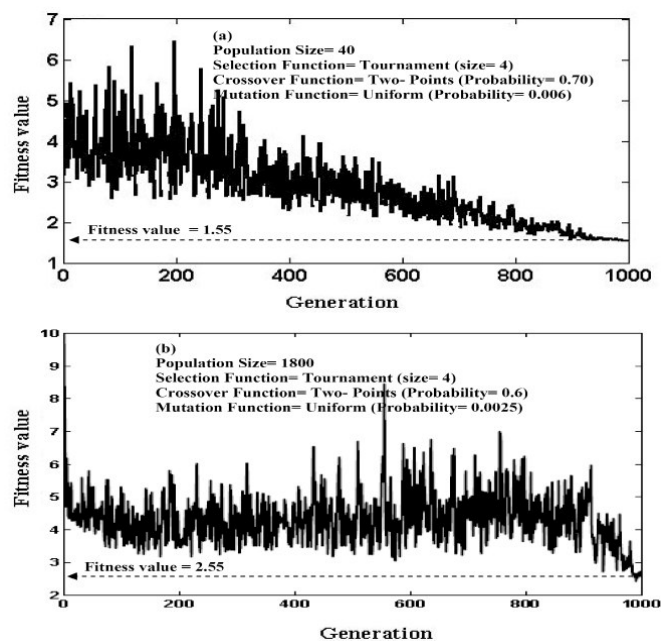 (a)
Population Size= 40
Selection Function= Tournament (size= 4)
Crossover Function= Two- Points (Probability= 0.70)
Mutation Function= Uniform (Probability= 0.006)
7
6
5
4
3
2
1
Fitness value
Fitness value = 1.55
0 200 400 600 800 1000
Generation
(b)
Population Size= 1800
Selection Function= Tournament (size= 4)
Crossover Function= Two- Points (Probability= 0.6)
Mutation Function= Uniform (Probability= 0.0025)
10
9
8
7
6
5
4
3
2
Fitness value
Fitness value = 2.55
0 200 400 600 800 1000
Generation